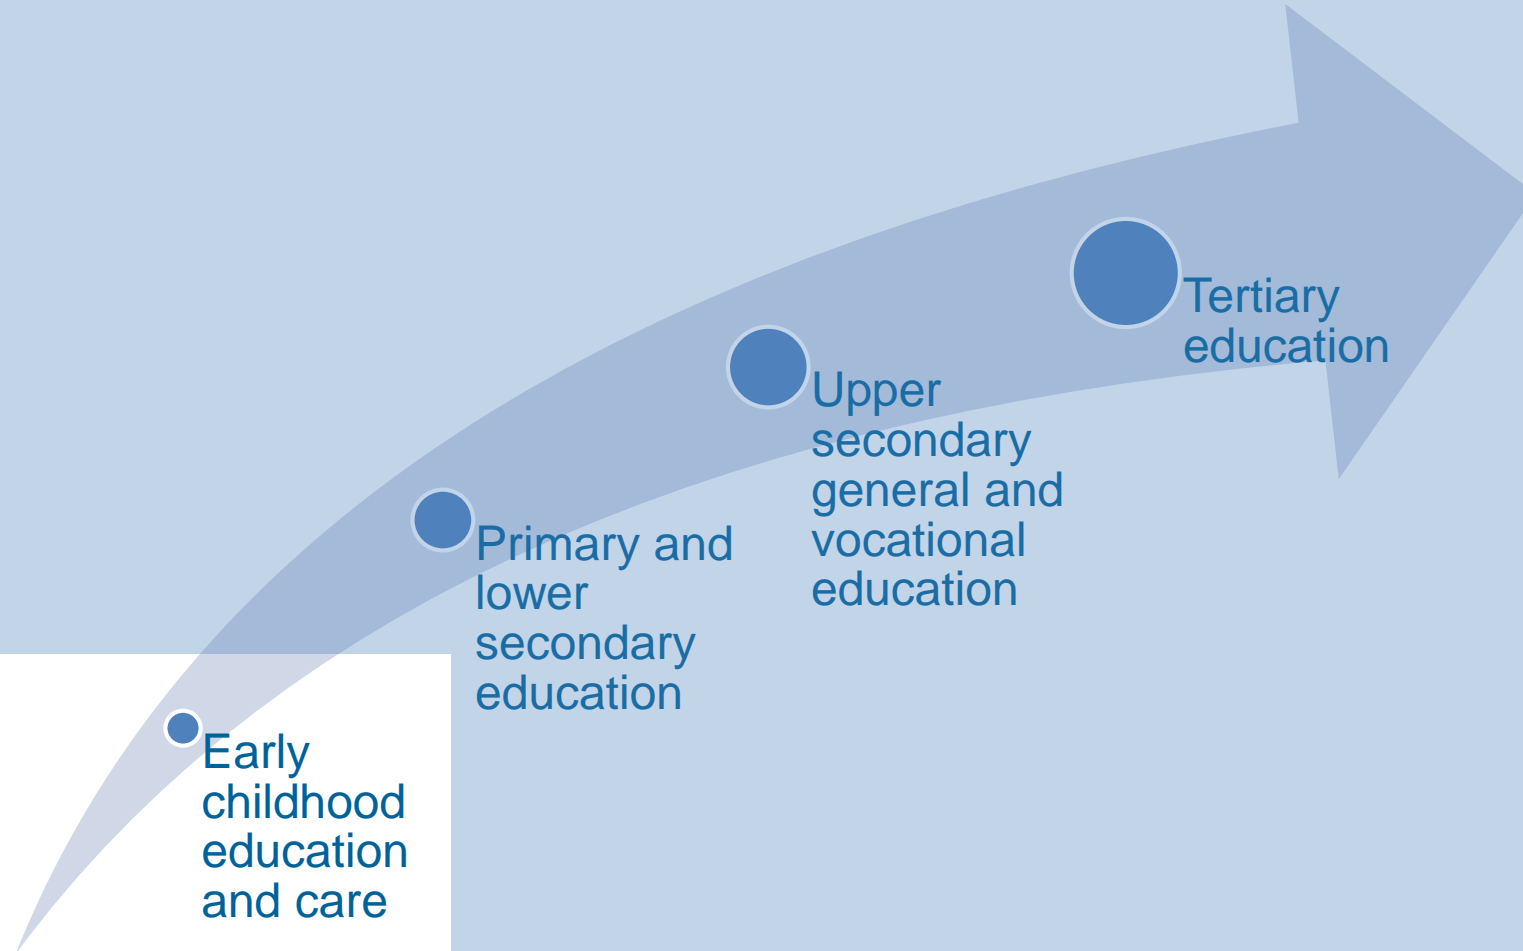 Tertiary
education
Upper
secondary
general and
vocational
education
Primary and
lower
secondary
education
Early
childhood
education
and care